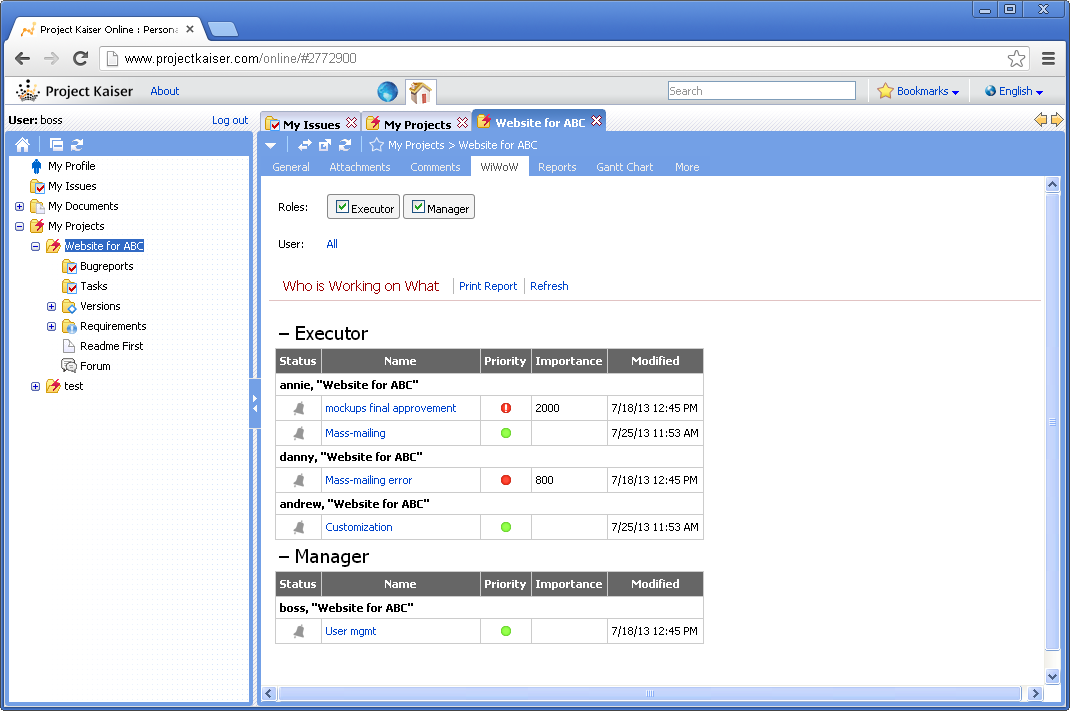 Project Kaiser Online : Persona
www.projectkaiser.com/online/#2772900
Project Kaiser About Search Bookmarks English
User: boss Log out
My Issues My Projects Website for ABC
My Projects > Website for ABC
General Attachments Comments WiWoW Reports Gantt Chart More
My Profile
My Issues
My Documents
My Projects
Website for ABC
Bugreports
Tasks
Versions
Requirements
Readme First
Forum
test
Roles: Executor Manager
User: All
Who is Working on What Print Report Refresh
– Executor
Status Name Priority Importance Modified
annie, "Website for ABC"
mockups final approvement 2000 7/18/13 12:45 PM
Mass-mailing 7/25/13 11:53 AM
danny, "Website for ABC"
Mass-mailing error 800 7/18/13 12:45 PM
andrew, "Website for ABC"
Customization 7/25/13 11:53 AM
– Manager
Status Name Priority Importance Modified
boss, "Website for ABC"
User mgmt 7/18/13 12:45 PM